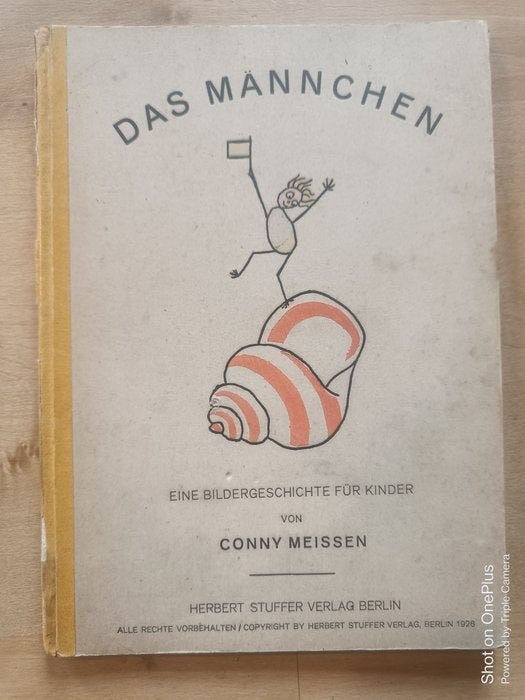 DAS MÄNNCHEN
EINE BILDERGESCHICHTE FÜR KINDER
VON
CONNY MEISSEN
HERBERT STUFFER VERLAG BERLIN
ALLE RECHTE VORBEHALTEN / COPYRIGHT BY HERBERT STUFFER VERLAG, BERLIN 1926
Shot on OnePlus
Powered by Triple Camera